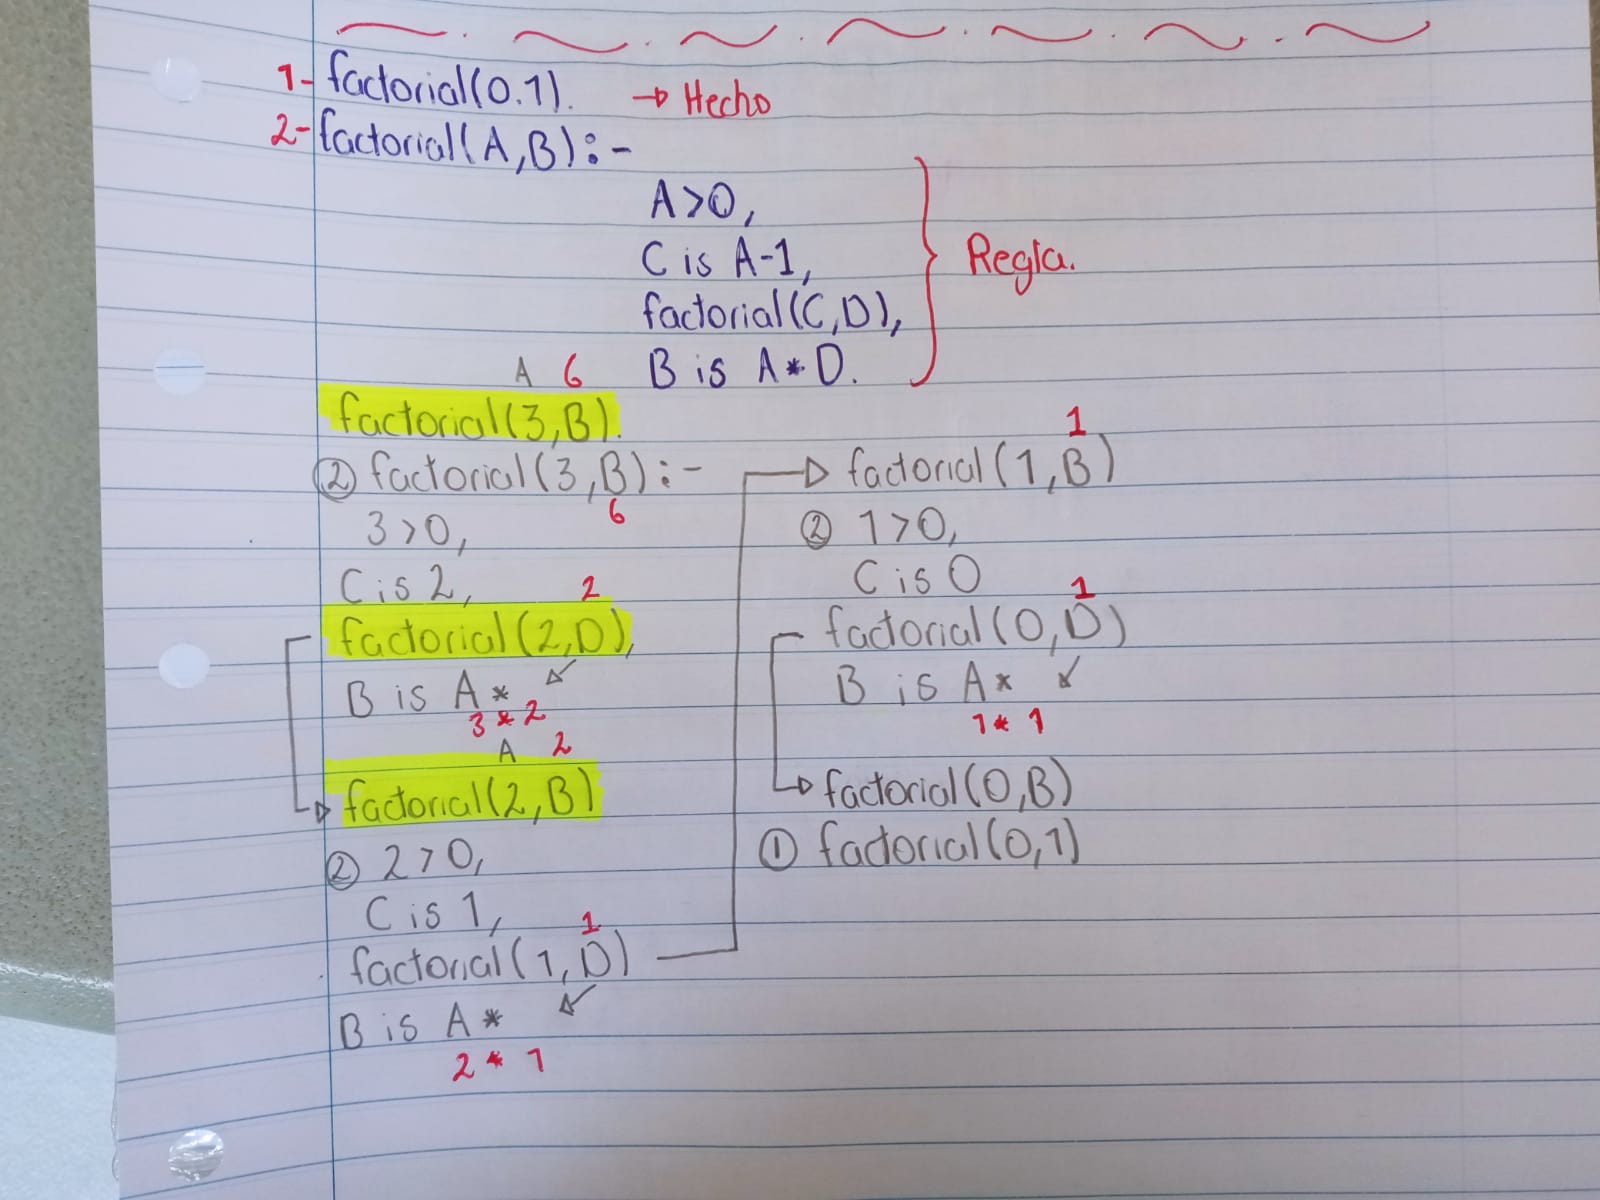 1- factorial(0.1). → Hecho
2- factorial(A,B):-
A>0,
C is A-1,
factorial(C,D),
B is A*D.
Regla.
A 6
factorial(3,B).
② factorial(3,B):-
6
3>0,
C is 2,
2
factorial(2,D),
B is A*
3*2
A 2
factorial(2,B)
② 2>0,
C is 1,
1
factorial(1,D)
B is A*
2*1
1
factorial(1,B)
② 1>0,
C is 0
1
factorial(0,D)
B is A*
1*1
factorial(0,B)
① factorial(0,1)